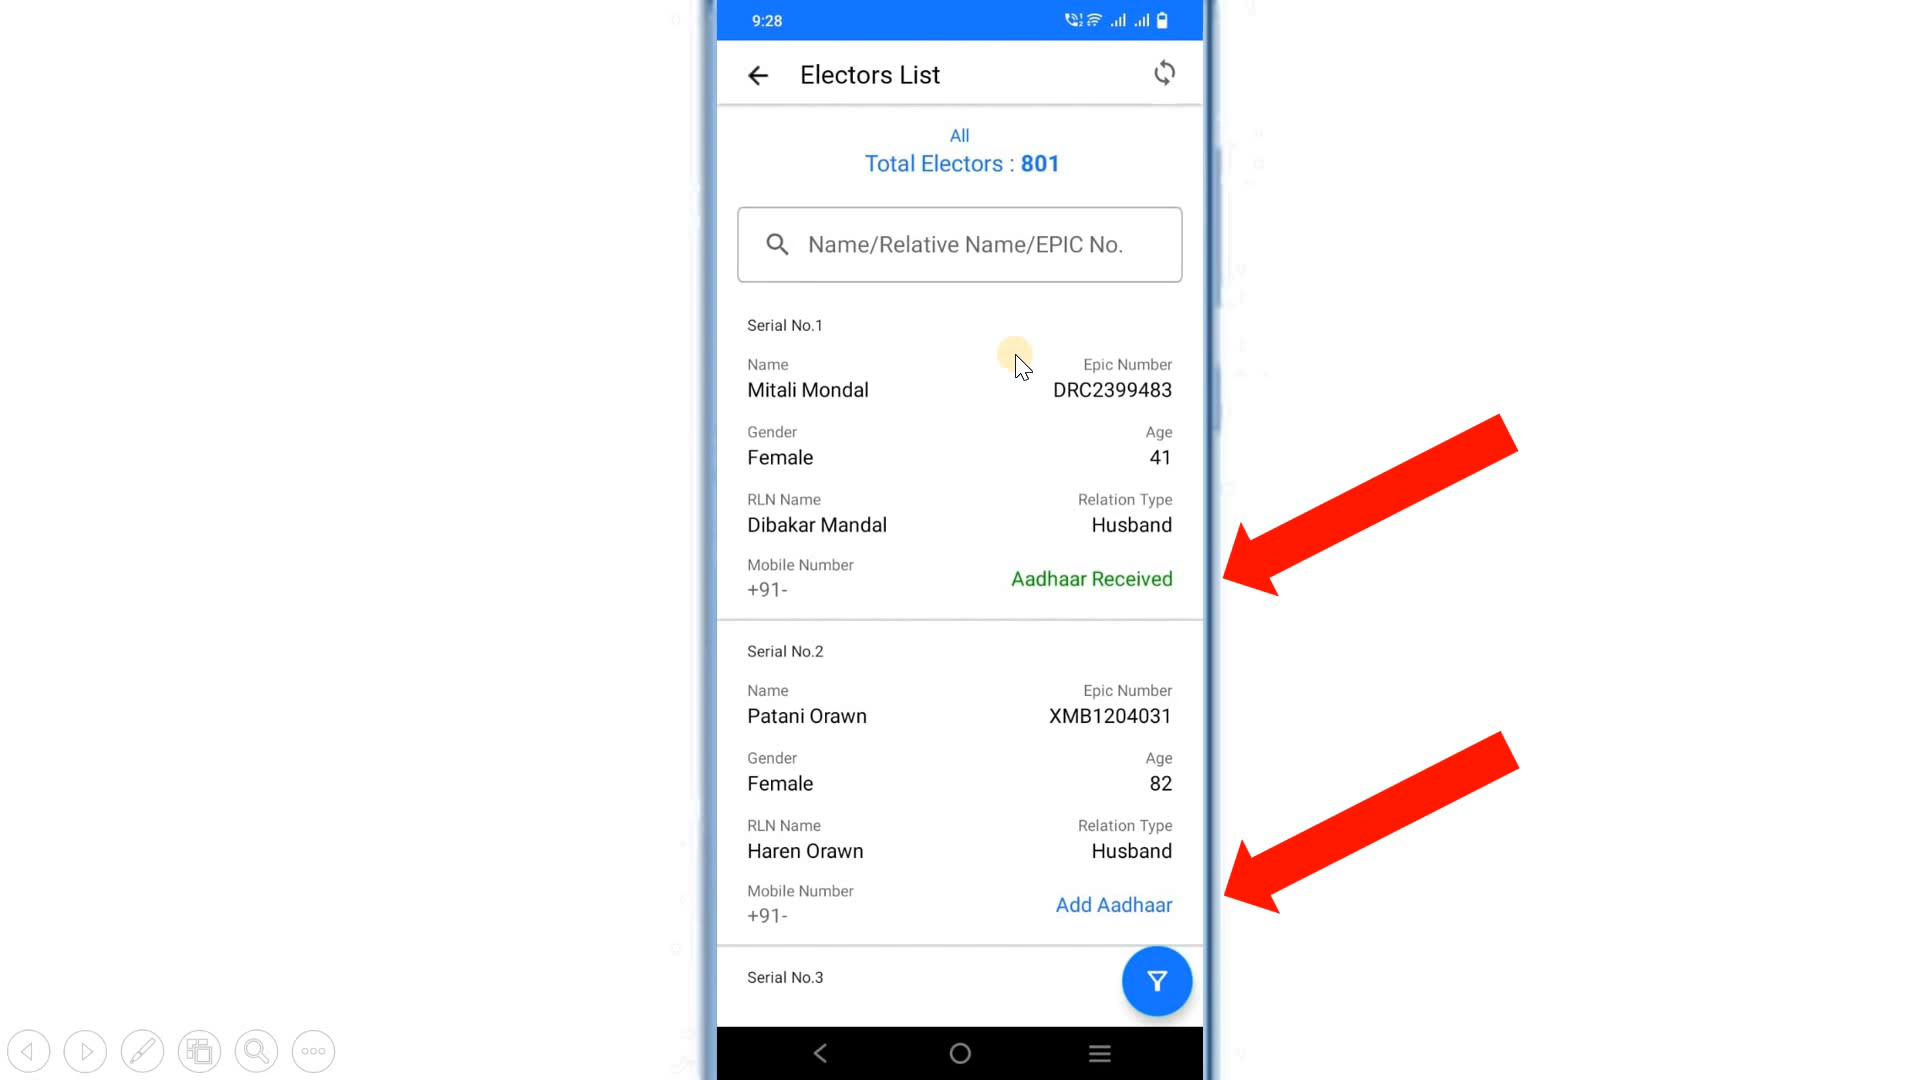 9:28
Electors List
All
Total Electors : 801
Name/Relative Name/EPIC No.
Serial No.1
Name Epic Number
Mitali Mondal DRC2399483
Gender Age
Female 41
RLN Name Relation Type
Dibakar Mandal Husband
Mobile Number
+91- Aadhaar Received
Serial No.2
Name Epic Number
Patani Orawn XMB1204031
Gender Age
Female 82
RLN Name Relation Type
Haren Orawn Husband
Mobile Number
+91- Add Aadhaar
Serial No.3